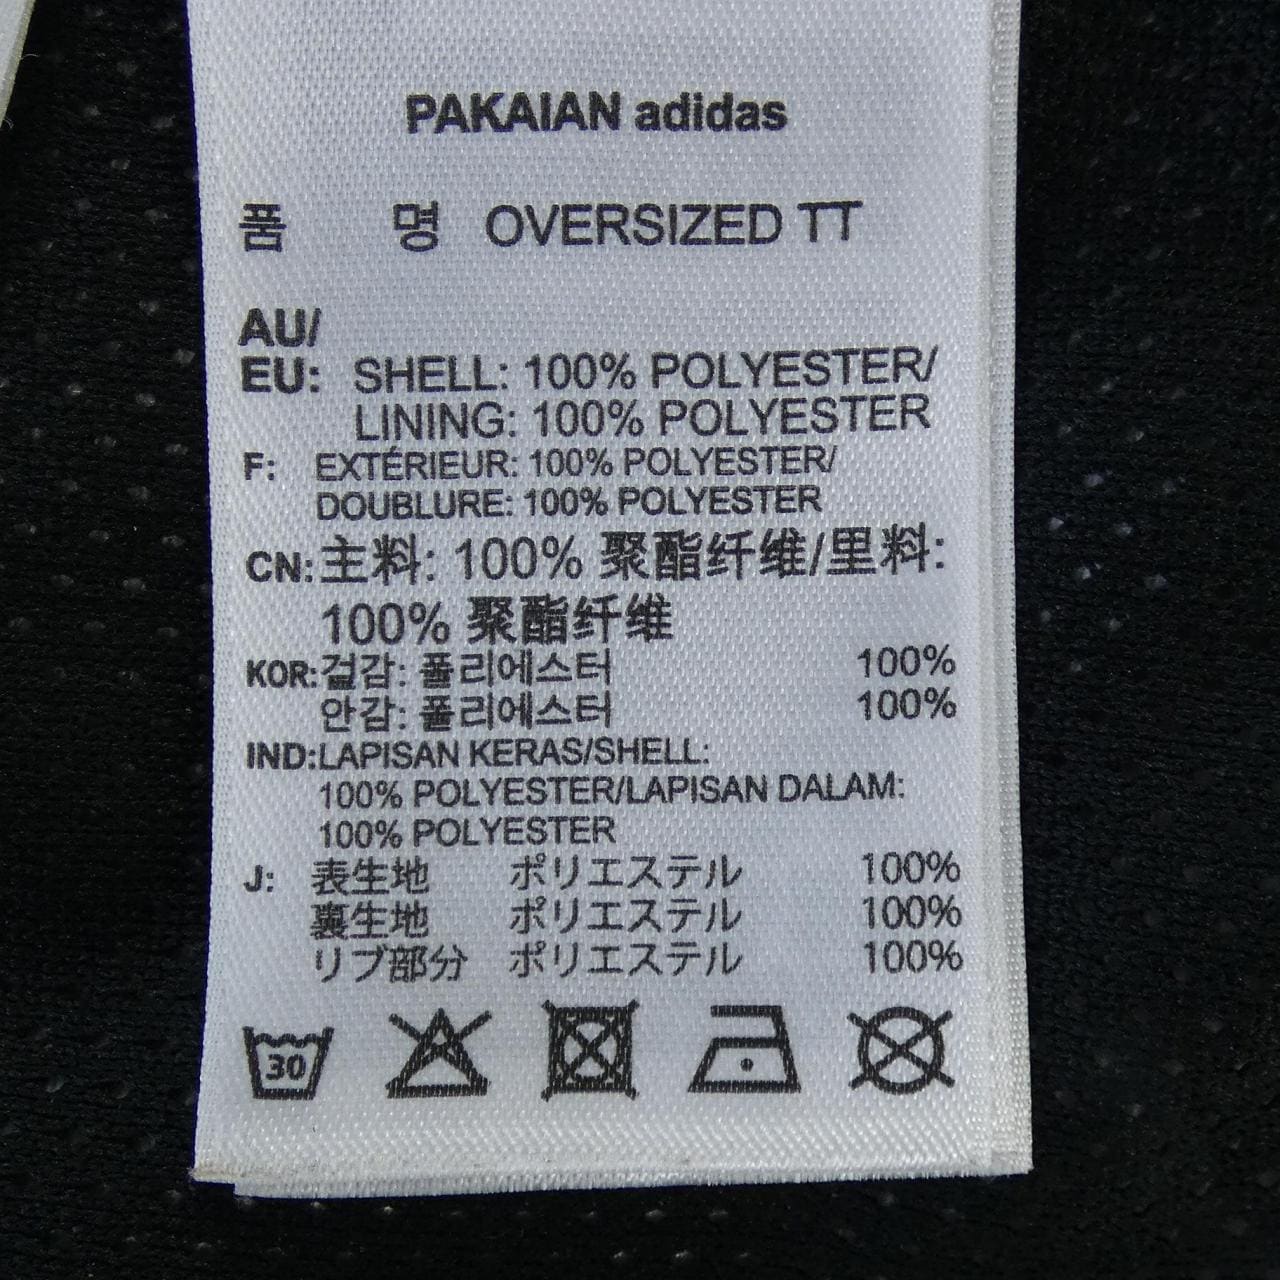 PAKAIAN adidas
품 명 OVERSIZED TT
AU/
EU: SHELL: 100% POLYESTER/
LINING: 100% POLYESTER
F: EXTÉRIEUR: 100% POLYESTER/
DOUBLURE: 100% POLYESTER
CN: 主料: 100% 聚酯纤维/里料:
100% 聚酯纤维
KOR: 겉감: 폴리에스터 100%
안감: 폴리에스터 100%
IND: LAPISAN KERAS/SHELL:
100% POLYESTER/LAPISAN DALAM:
100% POLYESTER
J: 表生地 ポリエステル 100%
裏生地 ポリエステル 100%
リブ部分 ポリエステル 100%
30